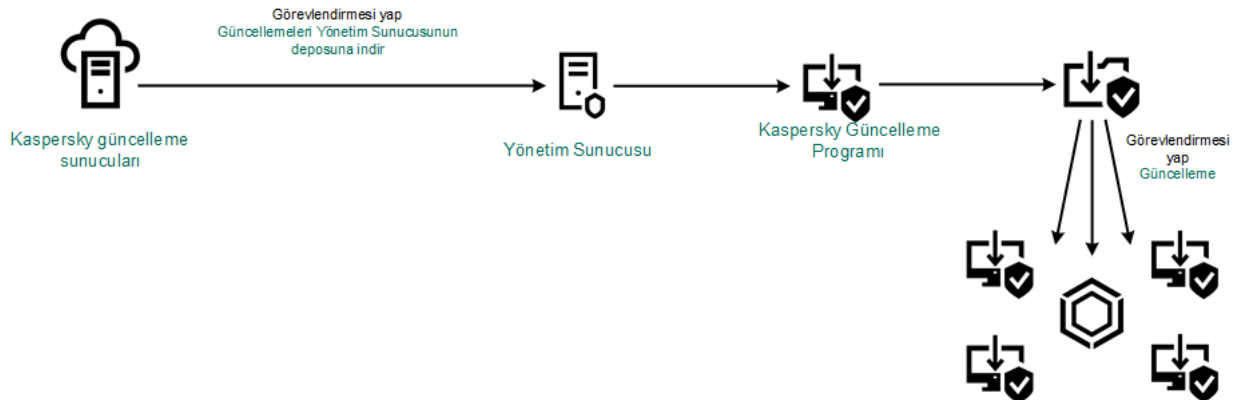 Görevlendirmesi yap
Güncellemeleri Yönetim Sunucusunun
deposuna indir
Kaspersky güncelleme
sunucuları
Yönetim Sunucusu
Kaspersky Güncelleme
Programı
Görevlendirmesi
yap
Güncelleme